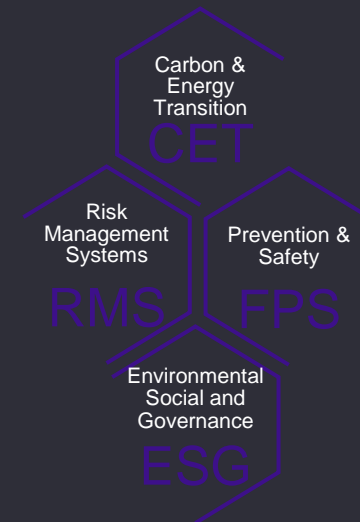 Carbon &
Energy
Transition
CET
Risk
Management
Systems
RMS
Prevention &
Safety
FPS
Environmental
Social and
Governance
ESG